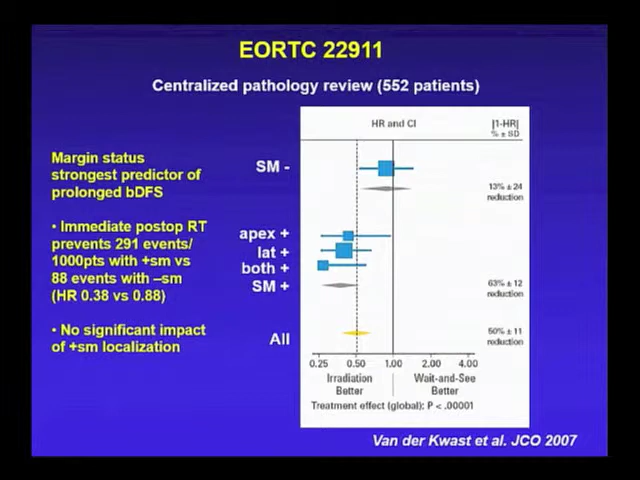 EORTC 22911
Centralized pathology review (552 patients)
Margin status
strongest predictor of
prolonged bDFS
• Immediate postop RT
prevents 291 events/
1000pts with +sm vs
88 events with –sm
(HR 0.38 vs 0.88)
• No significant impact
of +sm localization
HR and CI
|1-HR|
% ± SD
SM -
13% ± 24
reduction
apex +
lat +
both +
SM +
63% ± 12
reduction
All
50% ± 11
reduction
0.25 0.50 1.00 2.00 4.00
Irradiation Wait-and-See
Better Better
Treatment effect (global): P < .00001
Van der Kwast et al. JCO 2007